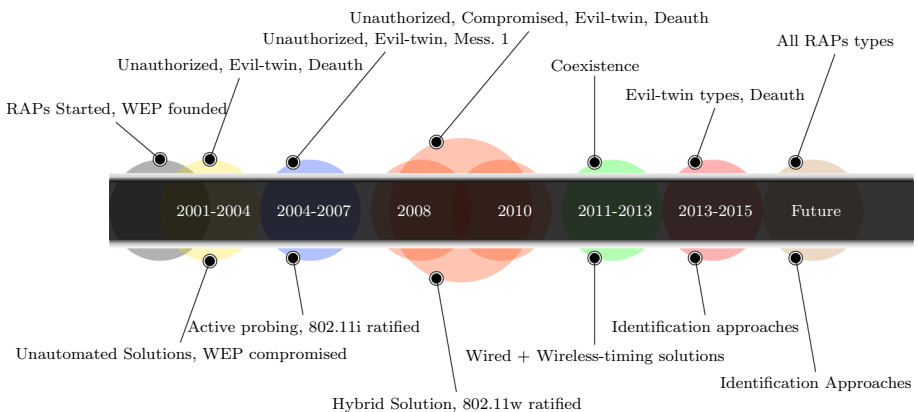 Unauthorized, Compromised, Evil-twin, Deauth
Unauthorized, Evil-twin, Mess. 1
All RAPs types
Unauthorized, Evil-twin, Deauth
Coexistence
Evil-twin types, Deauth
RAPs Started, WEP founded
2001-2004
2004-2007
2008
2010
2011-2013
2013-2015
Future
Active probing, 802.11i ratified
Identification approaches
Unautomated Solutions, WEP compromised
Wired + Wireless-timing solutions
Identification Approaches
Hybrid Solution, 802.11w ratified